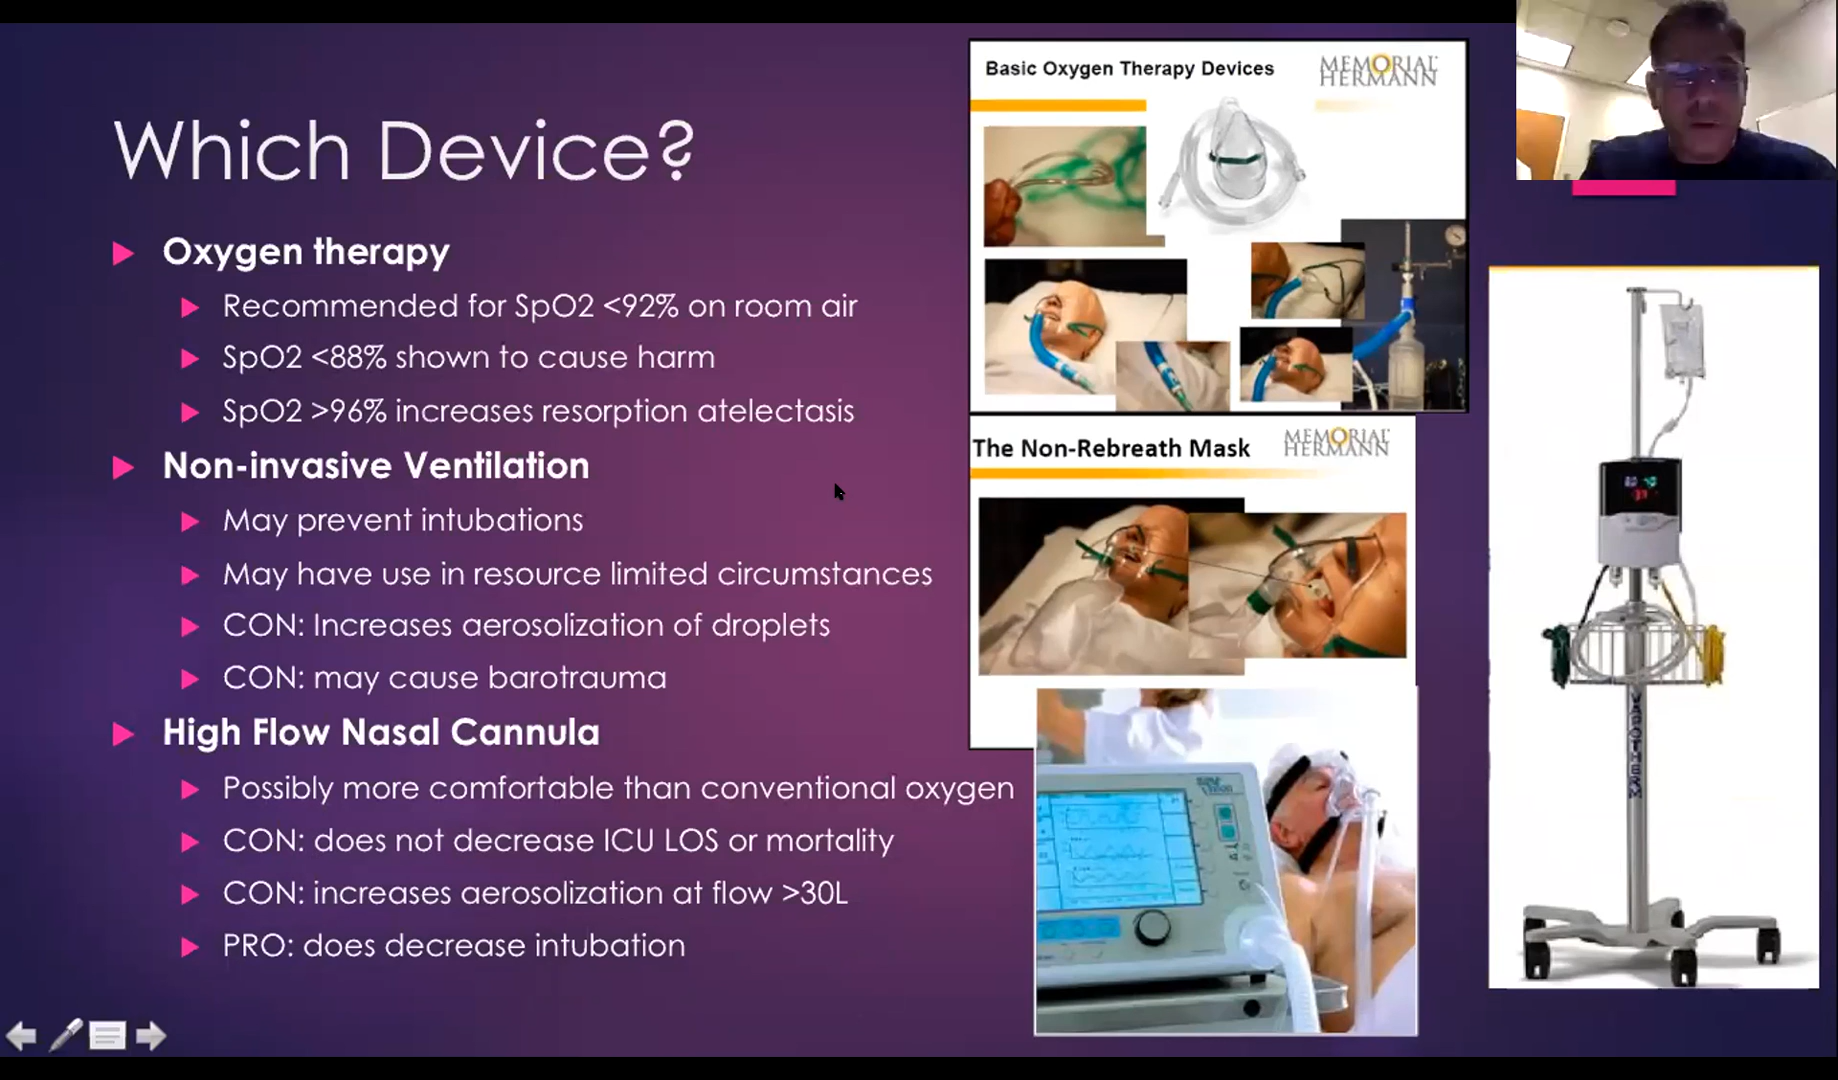 Which Device?
Oxygen therapy
Recommended for SpO2 <92% on room air
SpO2 <88% shown to cause harm
SpO2 >96% increases resorption atelectasis
Non-invasive Ventilation
May prevent intubations
May have use in resource limited circumstances
CON: Increases aerosolization of droplets
CON: may cause barotrauma
High Flow Nasal Cannula
Possibly more comfortable than conventional oxygen
CON: does not decrease ICU LOS or mortality
CON: increases aerosolization at flow >30L
PRO: does decrease intubation
Basic Oxygen Therapy Devices
MEMORIAL
HERMANN
The Non-Rebreath Mask
MEMORIAL
HERMANN
VAPOTHERM